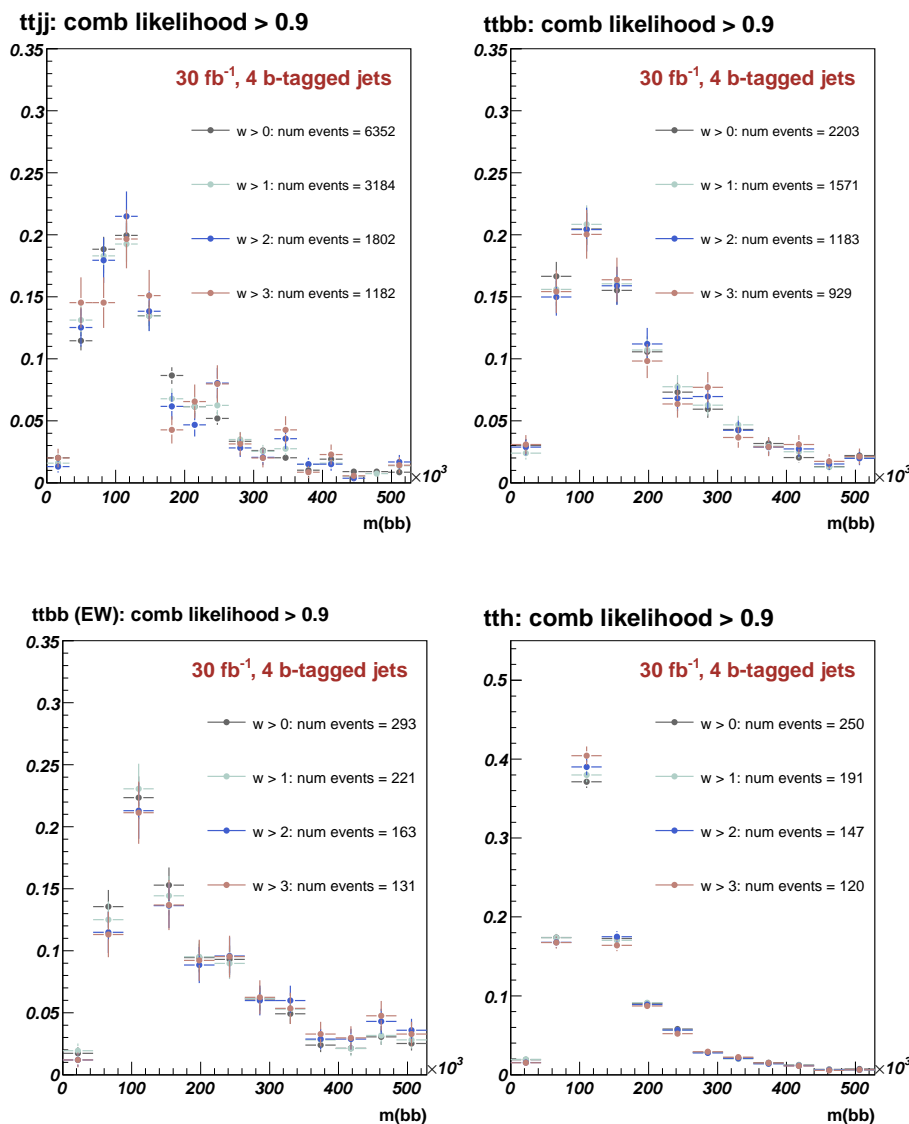 ttjj: comb likelihood > 0.9
30 fb⁻¹, 4 b-tagged jets
w > 0: num events = 6352
w > 1: num events = 3184
w > 2: num events = 1802
w > 3: num events = 1182
0.35
0.3
0.25
0.2
0.15
0.1
0.05
0
0 100 200 300 400 500
×10³
m(bb)
ttbb: comb likelihood > 0.9
30 fb⁻¹, 4 b-tagged jets
w > 0: num events = 2203
w > 1: num events = 1571
w > 2: num events = 1183
w > 3: num events = 929
0.35
0.3
0.25
0.2
0.15
0.1
0.05
0
0 100 200 300 400 500
×10³
m(bb)
ttbb (EW): comb likelihood > 0.9
30 fb⁻¹, 4 b-tagged jets
w > 0: num events = 293
w > 1: num events = 221
w > 2: num events = 163
w > 3: num events = 131
0.35
0.3
0.25
0.2
0.15
0.1
0.05
0
0 100 200 300 400 500
×10³
m(bb)
tth: comb likelihood > 0.9
30 fb⁻¹, 4 b-tagged jets
w > 0: num events = 250
w > 1: num events = 191
w > 2: num events = 147
w > 3: num events = 120
0.5
0.4
0.3
0.2
0.1
0
0 100 200 300 400 500
×10³
m(bb)